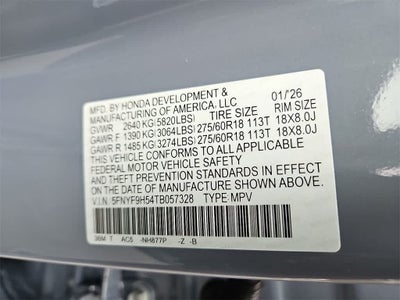 MFD. BY HONDA DEVELOPMENT & 01/'26
MANUFACTURING OF AMERICA, LLC
GVWR 2640 KG(5820LBS) TIRE SIZE RIM SIZE
GAWR F 1390 KG(3064LBS) 275/60R18 113T 18X8.0J
GAWR R 1485 KG(3274LBS) 275/60R18 113T 18X8.0J
THIS VEHICLE CONFORMS TO ALL APPLICABLE
FEDERAL MOTOR VEHICLE SAFETY
STANDARDS IN EFFECT ON THE DATE OF
MANUFACTURE SHOWN ABOVE.
V.I.N. 5FNYF9H54TB057328 TYPE MPV
3BM T AC5 -NH877P -Z -B